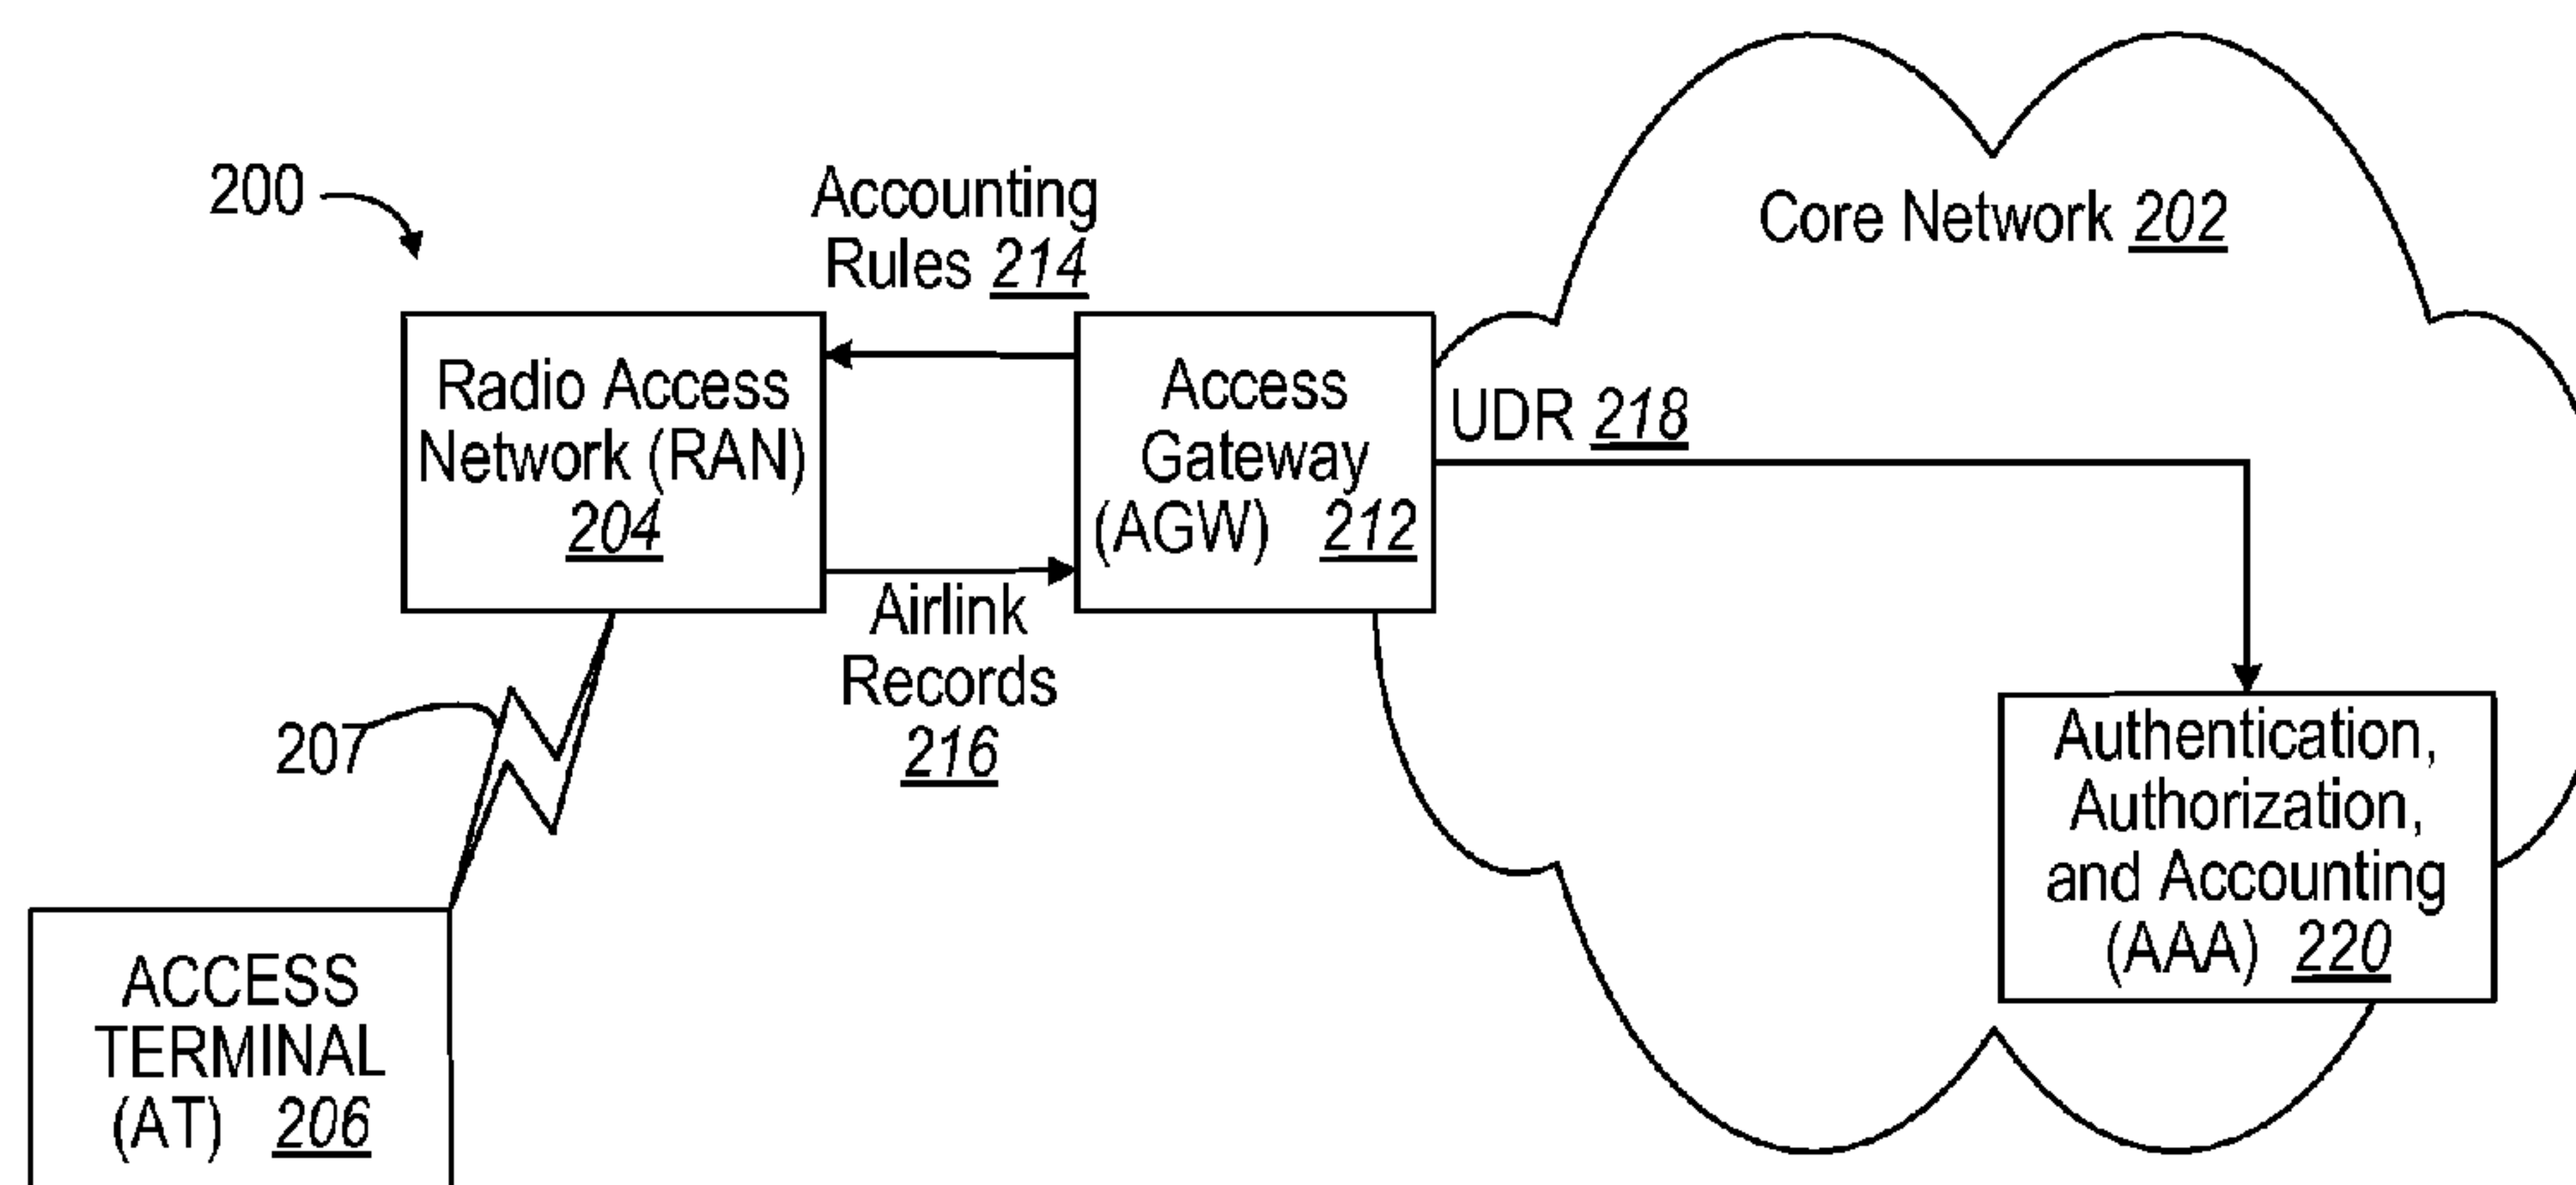 200
Accounting
Rules 214
Core Network 202
Radio Access
Network (RAN)
204
Access
Gateway
(AGW) 212
UDR 218
Airlink
Records
216
207
Authentication,
Authorization,
and Accounting
(AAA) 220
ACCESS
TERMINAL
(AT) 206